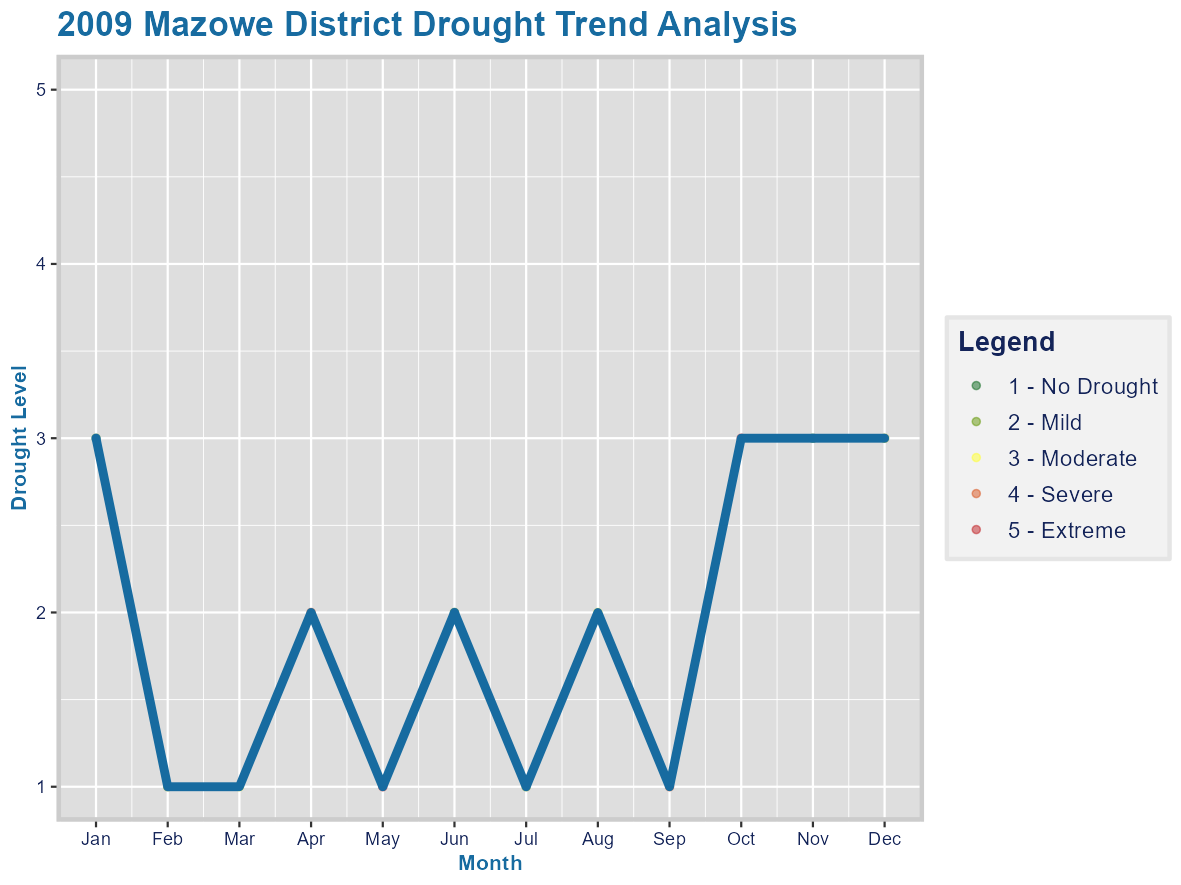 2009 Mazowe District Drought Trend Analysis
5
4
3
2
1
Drought Level
Jan Feb Mar Apr May Jun Jul Aug Sep Oct Nov Dec
Month
Legend
1 - No Drought
2 - Mild
3 - Moderate
4 - Severe
5 - Extreme